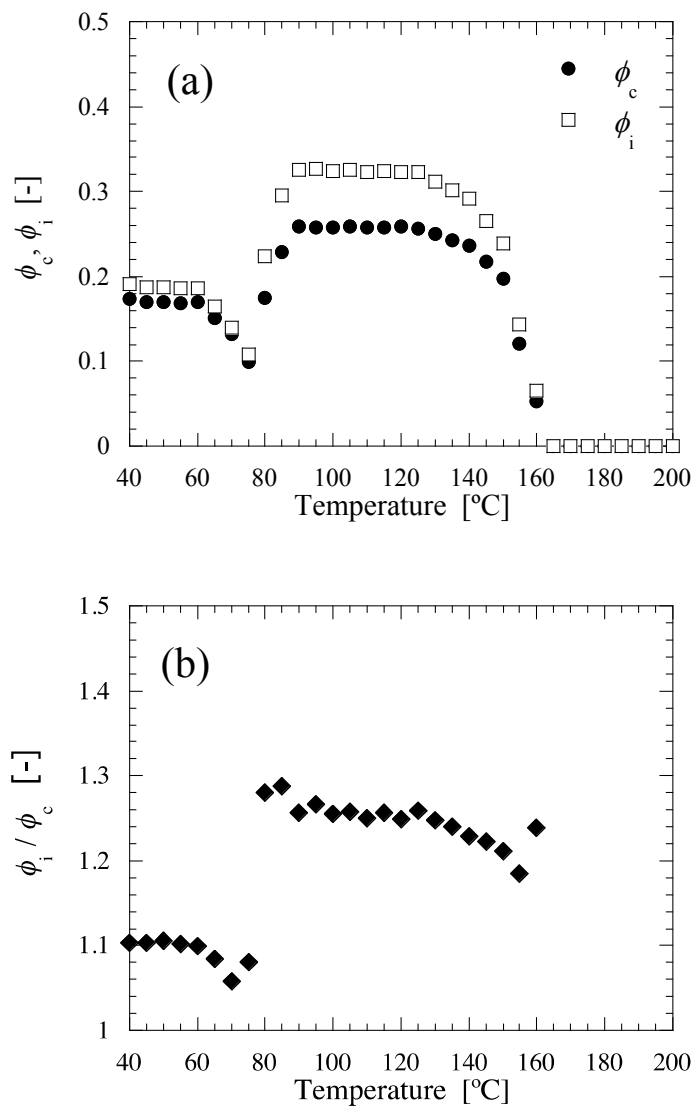 (a)
ϕc
ϕi
ϕc, ϕi [-]
0.5
0.4
0.3
0.2
0.1
0
40 60 80 100 120 140 160 180 200
Temperature [ºC]
(b)
ϕi / ϕc [-]
1.5
1.4
1.3
1.2
1.1
1
40 60 80 100 120 140 160 180 200
Temperature [ºC]